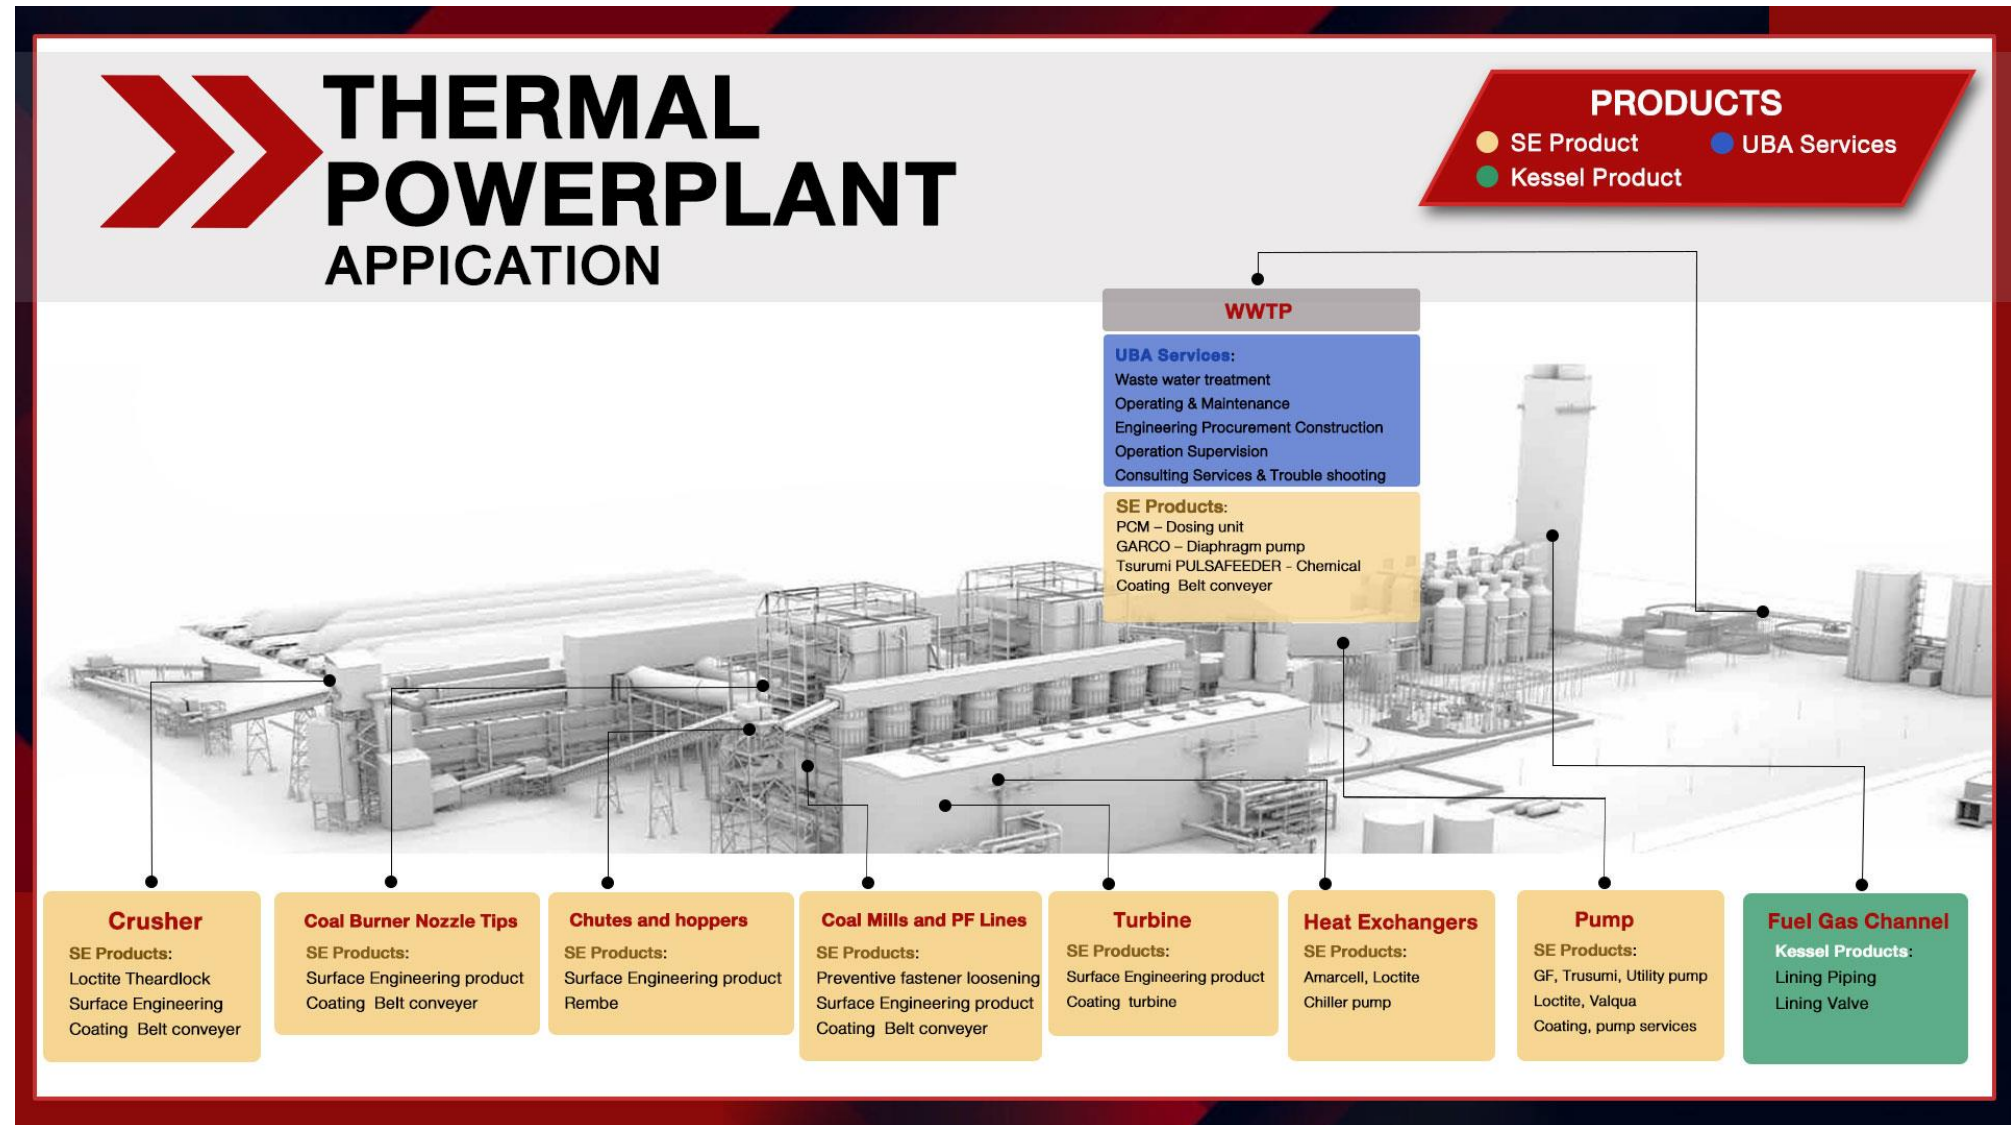 THERMAL
POWERPLANT
APPICATION
PRODUCTS
SE Product
UBA Services
Kessel Product
WWTP
UBA Services:
Waste water treatment
Operating & Maintenance
Engineering Procurement Construction
Operation Supervision
Consulting Services & Trouble shooting
SE Products:
PCM – Dosing unit
GARCO – Diaphragm pump
Tsurumi PULSAFEEDER - Chemical
Coating Belt conveyer
Crusher
SE Products:
Loctite Theardlock
Surface Engineering
Coating Belt conveyer
Coal Burner Nozzle Tips
SE Products:
Surface Engineering product
Coating Belt conveyer
Chutes and hoppers
SE Products:
Surface Engineering product
Rembe
Coal Mills and PF Lines
SE Products:
Preventive fastener loosening
Surface Engineering product
Coating Belt conveyer
Turbine
SE Products:
Surface Engineering product
Coating turbine
Heat Exohangers
SE Products:
Amarcell, Loctite
Chiller pump
Pump
SE Products:
GF, Trusumi, Utility pump
Loctite, Valqua
Coating, pump services
Fuel Gas Channel
Kessel Products:
Lining Piping
Lining Valve